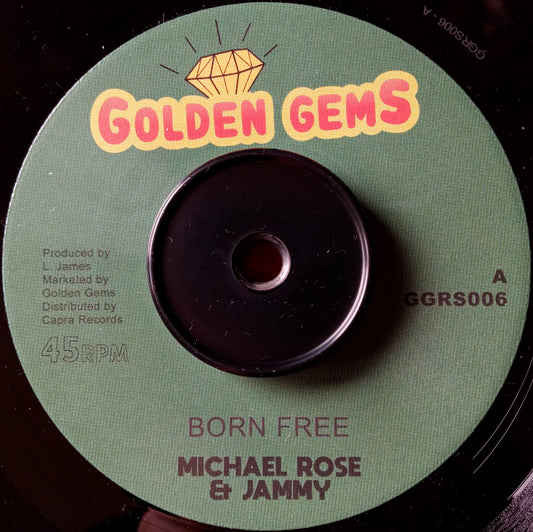 GGRS006 - A
GOLDEN GEMS
Produced by
L. James
Marketed by
Golden Gems
Distributed by
Capra Records
45RPM
A
GGRS006
BORN FREE
MICHAEL ROSE
& JAMMY